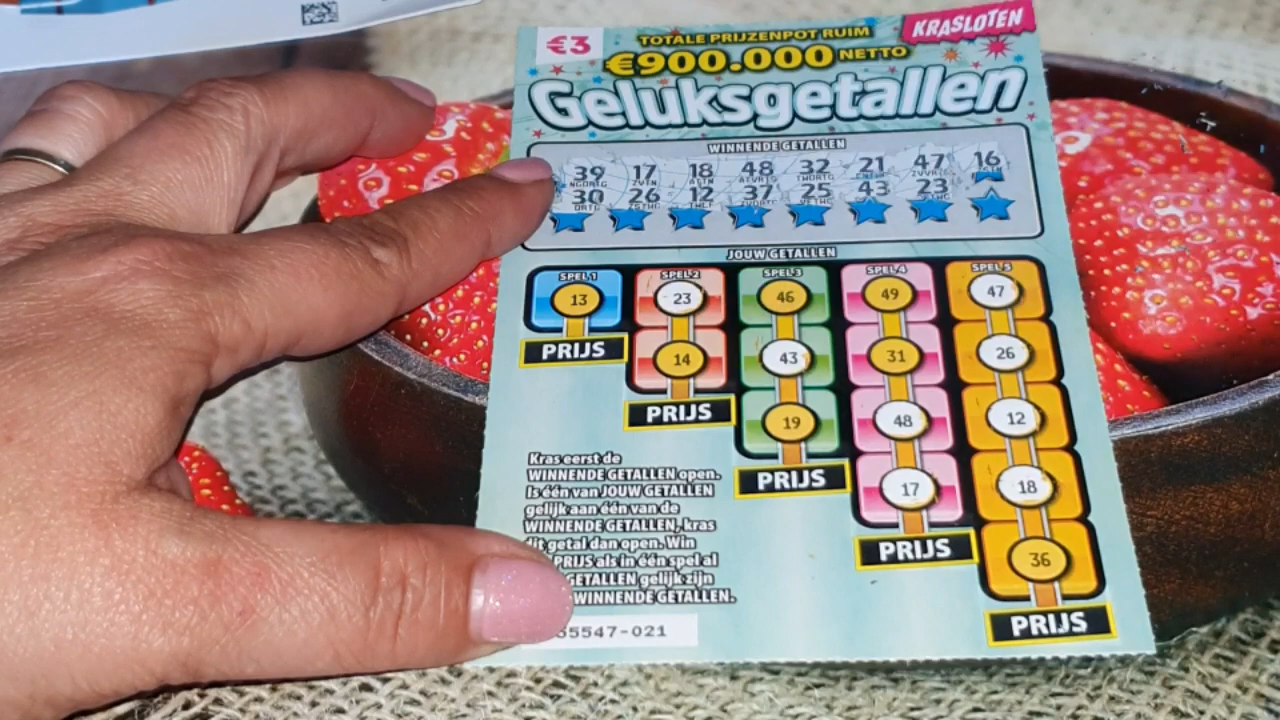 KRASLOTEN
€3
TOTALE PRIJZENPOT RUIM
€900.000 NETTO
Geluksgetallen
WINNENDE GETALLEN
39 17 18 48 32 21 47 16
30 26 12 37 25 43 23
JOUW GETALLEN
SPEL 1 SPEL 2 SPEL 3 SPEL 4 SPEL 5
13 23 46 49 47
PRIJS 14 43 31 26
PRIJS 19 48 12
PRIJS 17 18
PRIJS 36
PRIJS
Kras eerst de
WINNENDE GETALLEN open.
Is één van JOUW GETALLEN
gelijk aan één van de
WINNENDE GETALLEN, kras
dit getal dan open. Win
PRIJS als in één spel al
GETALLEN gelijk zijn
WINNENDE GETALLEN.
55547-021